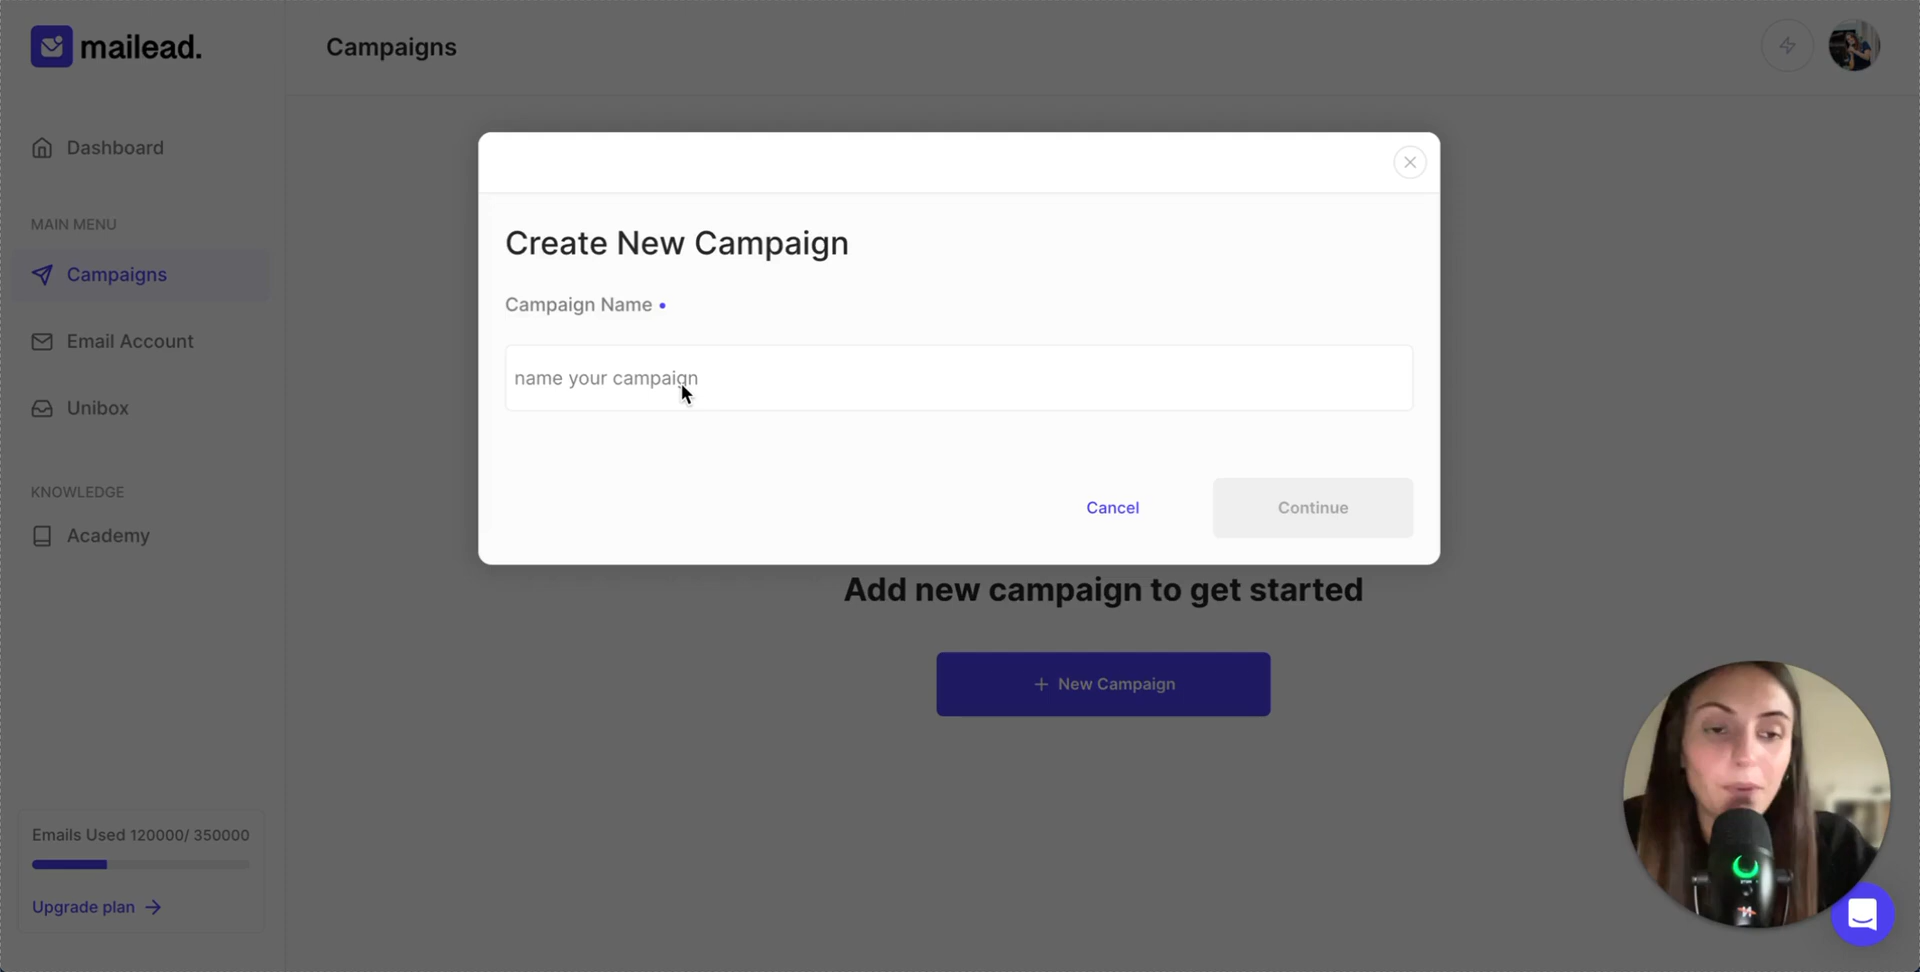 mailead.
Campaigns
Dashboard
MAIN MENU
Campaigns
Email Account
Unibox
KNOWLEDGE
Academy
Emails Used 120000/ 350000
Upgrade plan
Create New Campaign
Campaign Name
name your campaign
Cancel
Continue
Add new campaign to get started
+ New Campaign